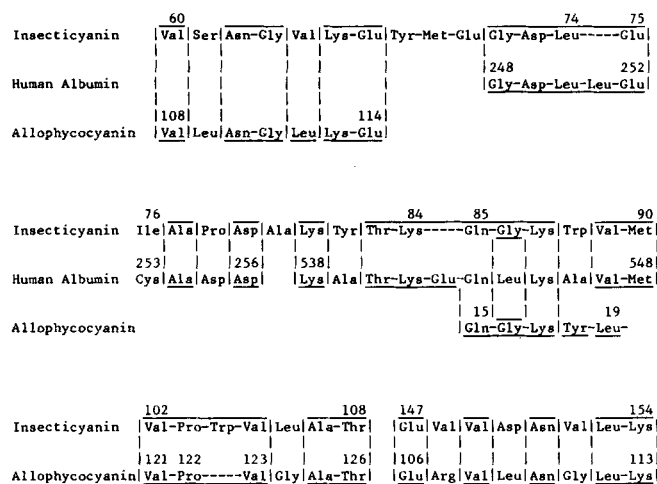 60 74 75
Insecticyanin |Val|Ser|Asn-Gly|Val|Lys-Glu|Tyr-Met-Glu|Gly-Asp-Leu-----Glu|
248 252
Human Albumin |Gly-Asp-Leu-Leu-Glu|
108 114
Allophycocyanin |Val|Leu|Asn-Gly|Leu|Lys-Glu|
76 84 85 90
Insecticyanin Ile|Ala|Pro|Asp|Ala|Lys|Tyr|Thr-Lys-----Gln-Gly-Lys|Trp|Val-Met|
253 256 538 548
Human Albumin Cys|Ala|Asp|Asp| |Lys|Ala|Thr-Lys-Glu-Gln|Leu|Lys|Ala|Val-Met|
15 19
Allophycocyanin |Gln-Gly-Lys|Tyr-Leu-
102 108 147 154
Insecticyanin |Val-Pro-Trp-Val|Leu|Ala-Thr| |Glu|Val|Val|Asp|Asn|Val|Leu-Lys|
121 122 123 126 106 113
Allophycocyanin |Val-Pro-----Val|Gly|Ala-Thr| |Glu|Arg|Val|Leu|Asn|Gly|Leu-Lys|